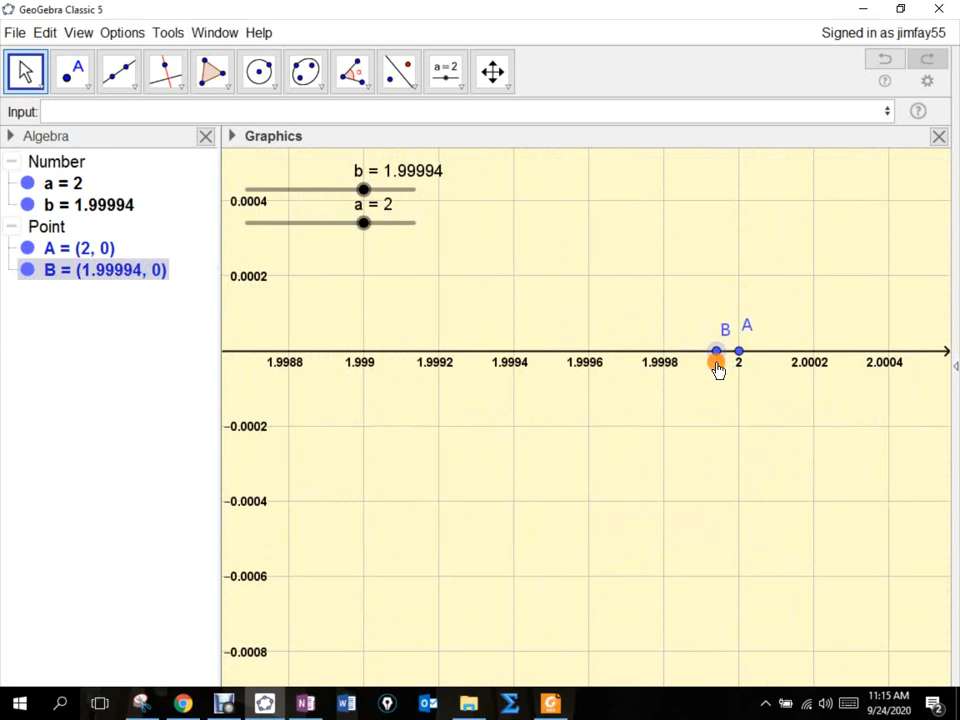 GeoGebra Classic 5
File Edit View Options Tools Window Help
Signed in as jimfay55
A
a = 2
Input:
Algebra
Graphics
Number
a = 2
b = 1.99994
Point
A = (2, 0)
B = (1.99994, 0)
b = 1.99994
a = 2
0.0004
0.0002
B A
1.9988 1.999 1.9992 1.9994 1.9996 1.9998 2 2.0002 2.0004
−0.0002
−0.0004
−0.0006
−0.0008
11:15 AM
9/24/2020
2